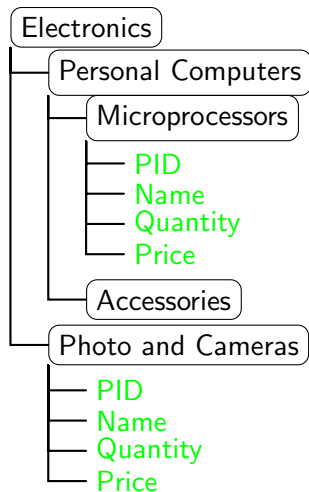 Electronics
Personal Computers
Microprocessors
PID
Name
Quantity
Price
Accessories
Photo and Cameras
PID
Name
Quantity
Price